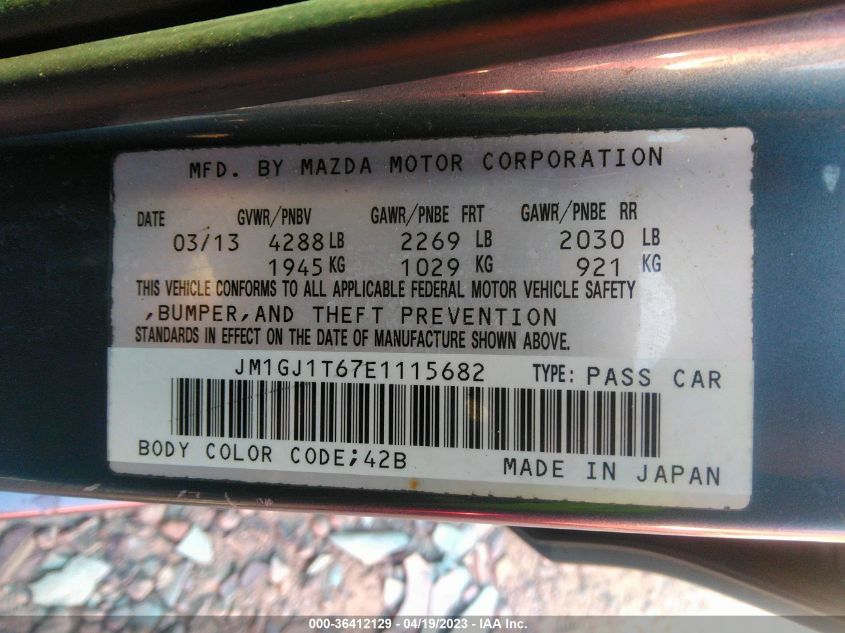 MFD. BY MAZDA MOTOR CORPORATION
DATE GVWR/PNBV GAWR/PNBE FRT GAWR/PNBE RR
03/13 4288 LB 2269 LB 2030 LB
1945 KG 1029 KG 921 KG
THIS VEHICLE CONFORMS TO ALL APPLICABLE FEDERAL MOTOR VEHICLE SAFETY
,BUMPER,AND THEFT PREVENTION
STANDARDS IN EFFECT ON THE DATE OF MANUFACTURE SHOWN ABOVE.
JM1GJ1T67E1115682 TYPE: PASS CAR
BODY COLOR CODE;42B MADE IN JAPAN
000-36412129 - 04/19/2023 - IAA Inc.